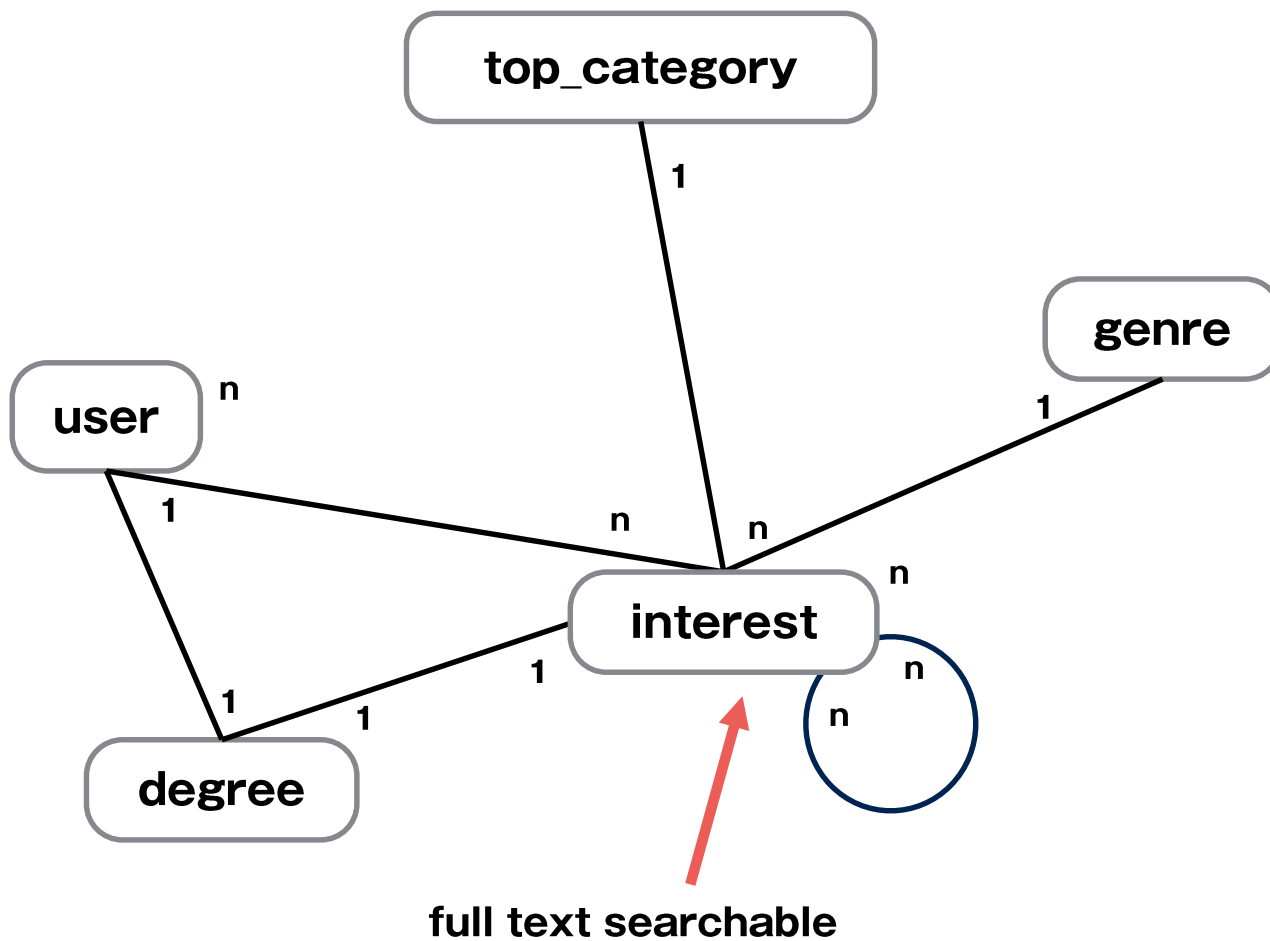 top_category
1
genre
1
user
n
1
n
n
interest
n
n
n
1
1
1
degree
full text searchable